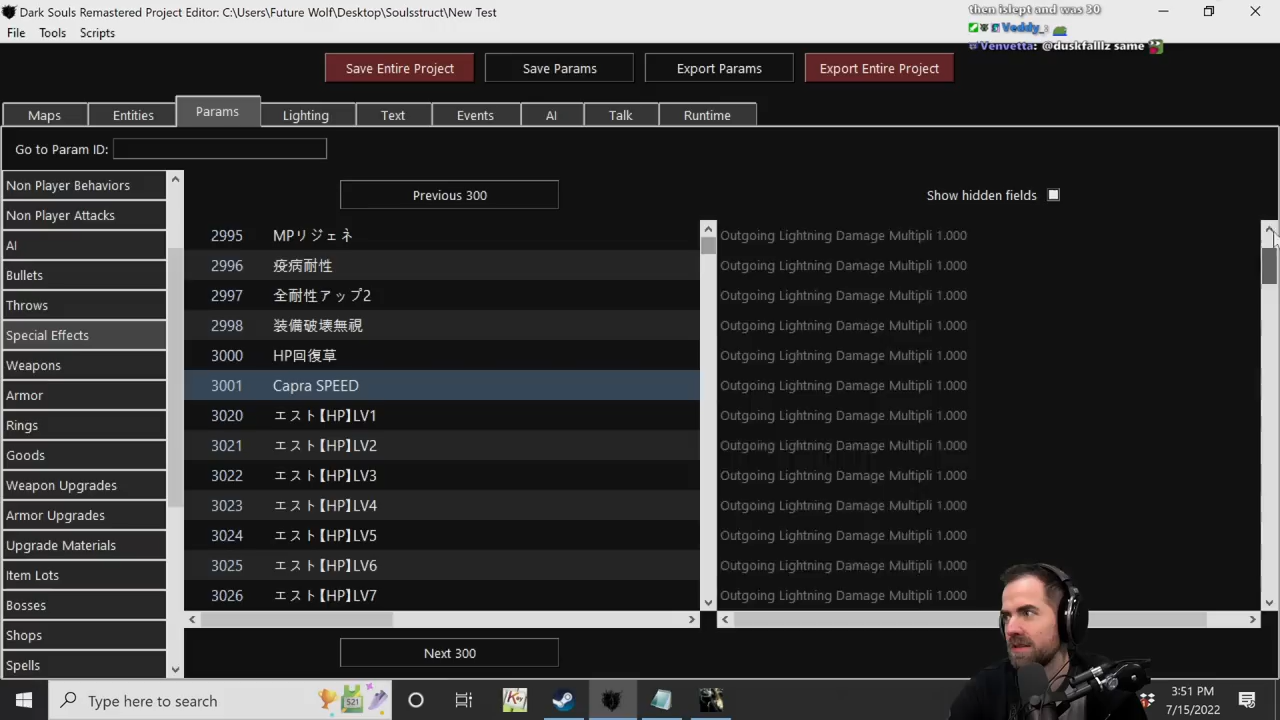 Dark Souls Remastered Project Editor: C:\Users\Future Wolf\Desktop\Soulsstruct\New Test
then islept and was 30
Veddy_:
Venvetta: @duskfalllz same
File Tools Scripts
Save Entire Project
Save Params
Export Params
Export Entire Project
Maps
Entities
Params
Lighting
Text
Events
AI
Talk
Runtime
Go to Param ID:
Previous 300
Show hidden fields
Non Player Behaviors
Non Player Attacks
AI
Bullets
Throws
Special Effects
Weapons
Armor
Rings
Goods
Weapon Upgrades
Armor Upgrades
Upgrade Materials
Item Lots
Bosses
Shops
Spells
2995 MPリジェネ
2996 疫病耐性
2997 全耐性アップ2
2998 装備破壊無視
3000 HP回復草
3001 Capra SPEED
3020 エスト【HP】LV1
3021 エスト【HP】LV2
3022 エスト【HP】LV3
3023 エスト【HP】LV4
3024 エスト【HP】LV5
3025 エスト【HP】LV6
3026 エスト【HP】LV7
Outgoing Lightning Damage Multipli 1.000
Outgoing Lightning Damage Multipli 1.000
Outgoing Lightning Damage Multipli 1.000
Outgoing Lightning Damage Multipli 1.000
Outgoing Lightning Damage Multipli 1.000
Outgoing Lightning Damage Multipli 1.000
Outgoing Lightning Damage Multipli 1.000
Outgoing Lightning Damage Multipli 1.000
Outgoing Lightning Damage Multipli 1.000
Outgoing Lightning Damage Multipli 1.000
Outgoing Lightning Damage Multipli 1.000
Outgoing Lightning Damage Multipli 1.000
Outgoing Lightning Damage Multipli 1.000
Next 300
Type here to search
521
Key
3:51 PM
7/15/2022